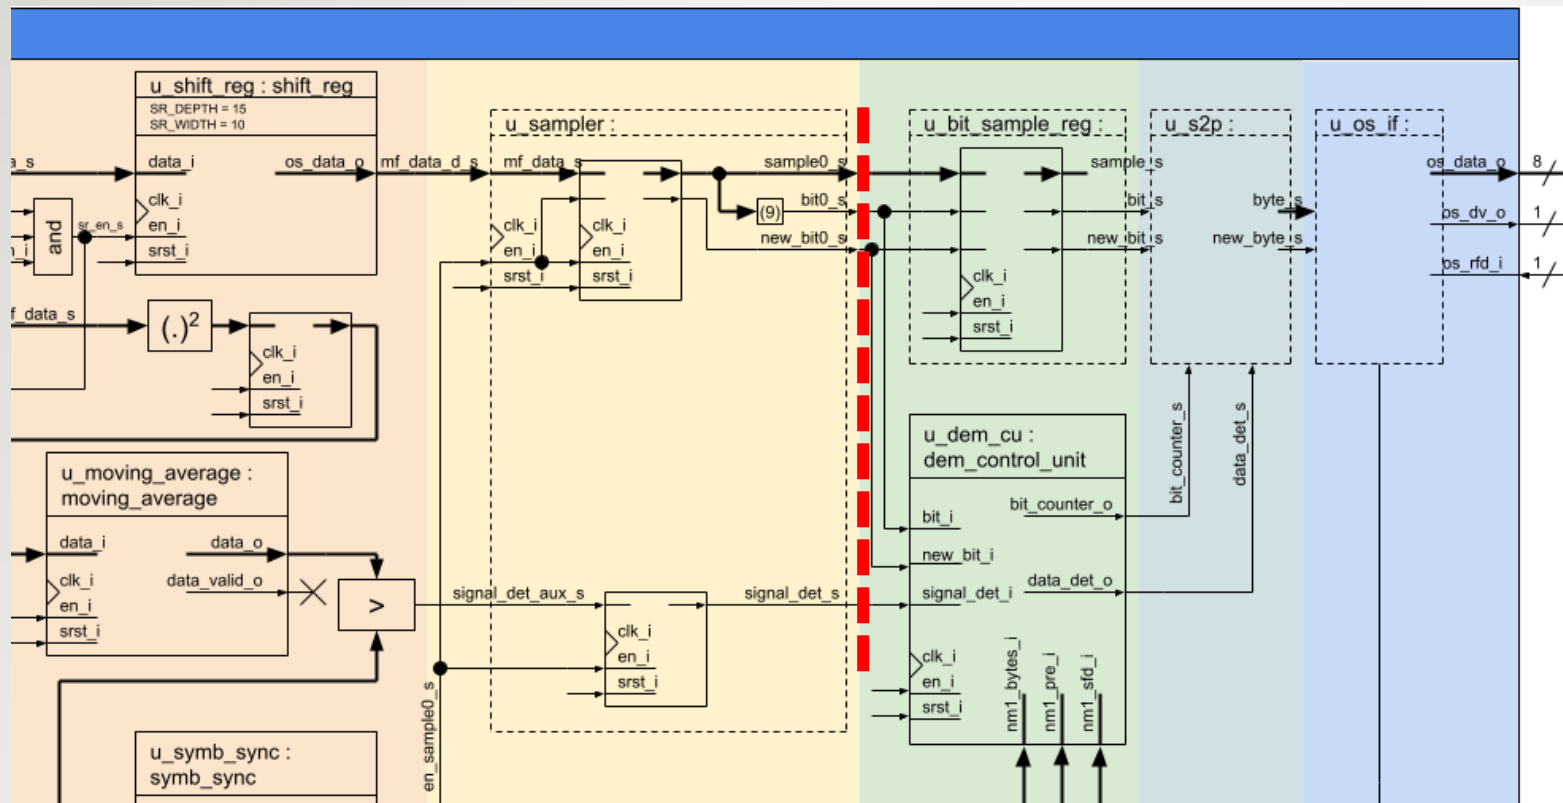 u_shift_reg : shift_reg
SR_DEPTH = 15
SR_WIDTH = 10
a_s
data_i
os_data_o
mf_data_d_s
clk_i
en_i
srst_i
and
sr_en_s
n_i
f_data_s
(.)²
clk_i
en_i
srst_i
u_moving_average :
moving_average
data_i
data_o
data_valid_o
clk_i
en_i
srst_i
>
u_symb_sync :
symb_sync
u_sampler :
mf_data_s
sample0_s
(9)
bit0_s
new_bit0_s
clk_i
en_i
srst_i
clk_i
en_i
srst_i
signal_det_aux_s
signal_det_s
clk_i
en_i
srst_i
en_sample0_s
u_bit_sample_reg :
sample_s
bit_s
new_bit_s
clk_i
en_i
srst_i
u_dem_cu :
dem_control_unit
bit_counter_o
bit_i
new_bit_i
data_det_o
signal_det_i
clk_i
en_i
srst_i
nm1_bytes_i
nm1_pre_i
nm1_sfd_i
u_s2p :
byte_s
new_byte_s
bit_counter_s
data_det_s
u_os_if :
os_data_o
8
os_dv_o
1
os_rfd_i
1